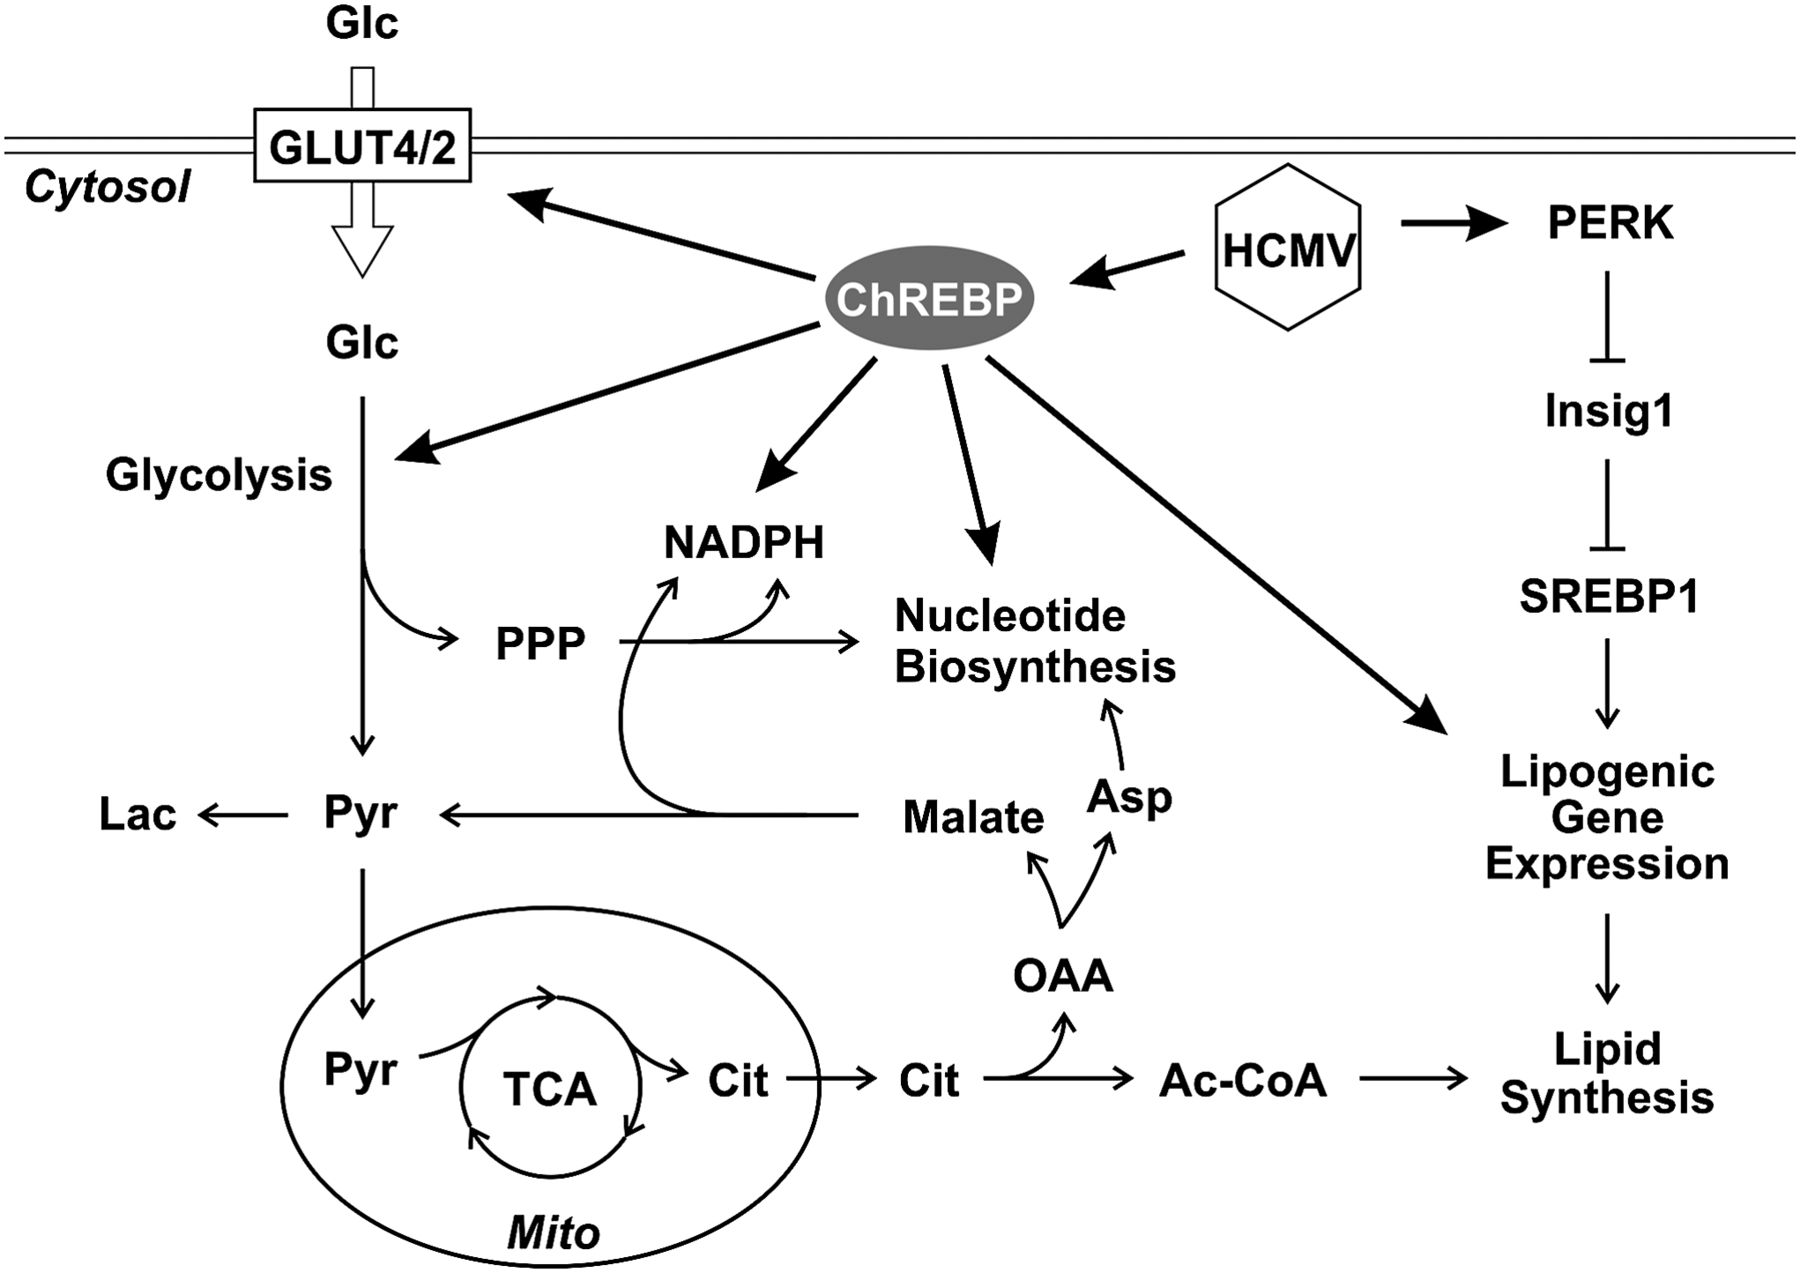 Glc
GLUT4/2
Cytosol
HCMV
PERK
ChREBP
Glc
Insig1
Glycolysis
NADPH
SREBP1
PPP
Nucleotide
Biosynthesis
Lipogenic
Gene
Expression
Lac
Pyr
Malate
Asp
OAA
Pyr
TCA
Cit
Cit
Ac-CoA
Lipid
Synthesis
Mito